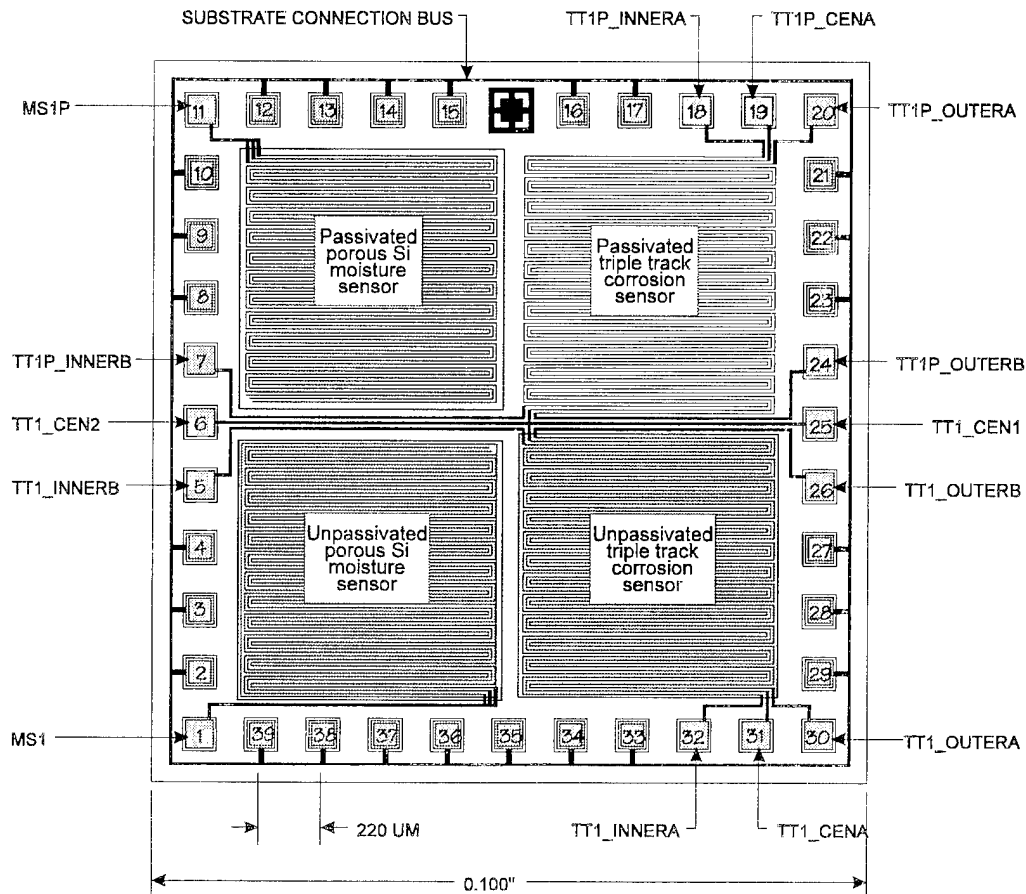 SUBSTRATE CONNECTION BUS
TT1P_INNERA
TT1P_CENA
MS1P
11
12
13
14
15
16
17
18
19
20
TT1P_OUTERA
10
21
9
22
8
23
Passivated
porous Si
moisture
sensor
Passivated
triple track
corrosion
sensor
TT1P_INNERB
7
24
TT1P_OUTERB
TT1_CEN2
6
25
TT1_CEN1
TT1_INNERB
5
26
TT1_OUTERB
Unpassivated
porous Si
moisture
sensor
Unpassivated
triple track
corrosion
sensor
4
27
3
28
2
29
MS1
1
39
38
37
36
35
34
33
32
31
30
TT1_OUTERA
220 UM
TT1_INNERA
TT1_CENA
0.100"